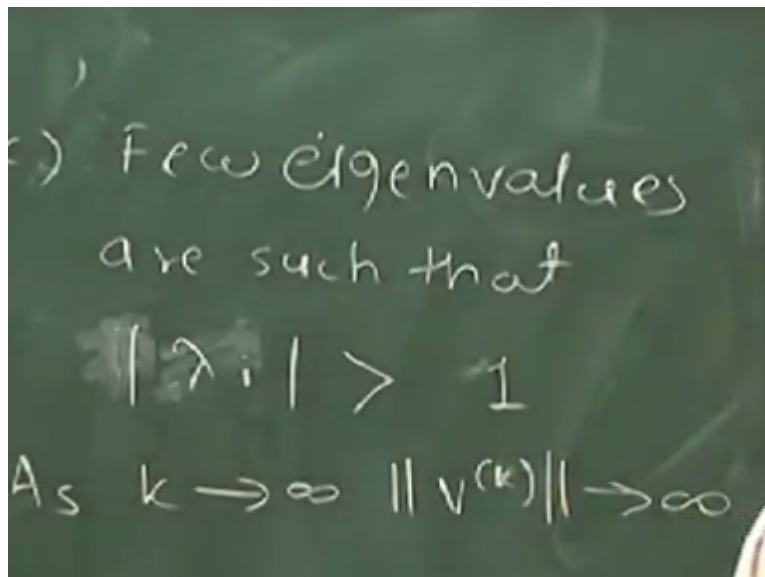 c) Few eigenvalues
are such that
|λi| > 1
As k → ∞ ||v^(k)|| → ∞